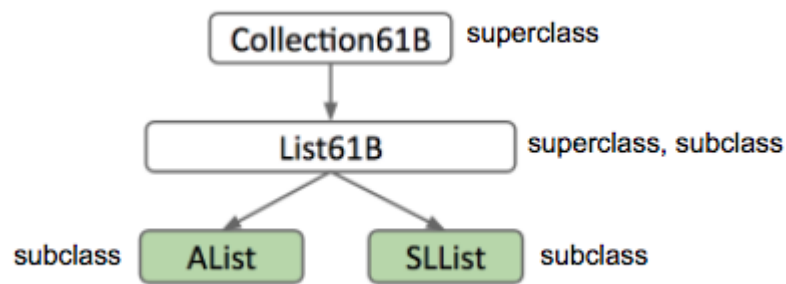 Collection61B superclass
List61B superclass, subclass
subclass AList SLList subclass